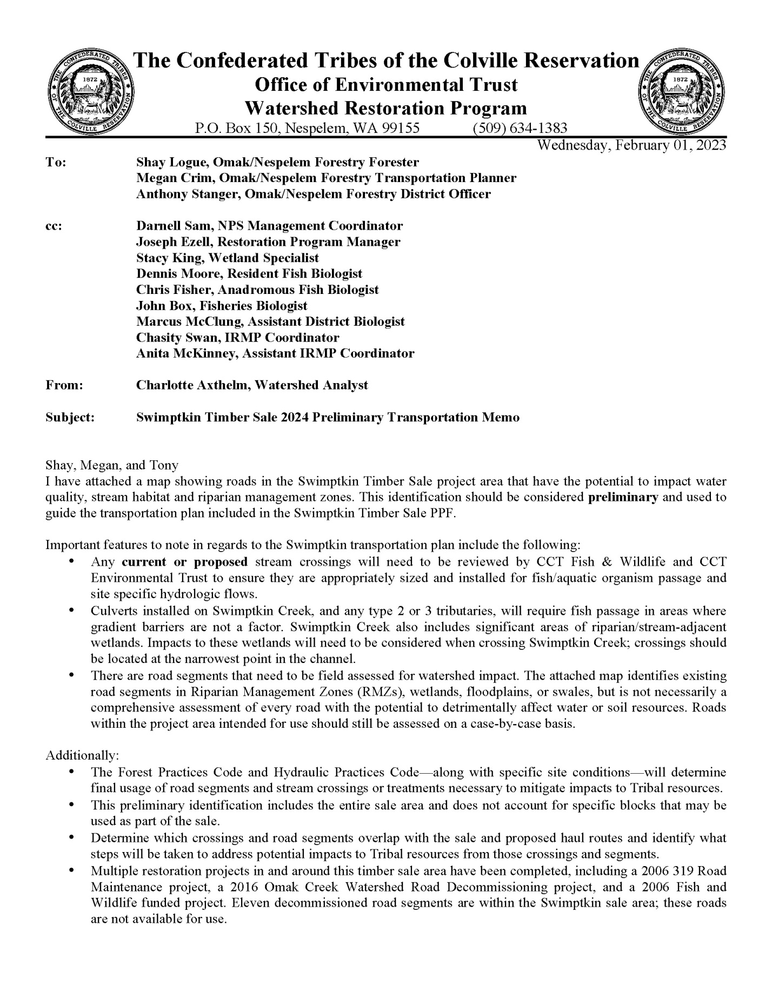 THE CONFEDERATED TRIBES OF THE COLVILLE RESERVATION
1872
The Confederated Tribes of the Colville Reservation
Office of Environmental Trust
Watershed Restoration Program
P.O. Box 150, Nespelem, WA 99155 (509) 634-1383
THE CONFEDERATED TRIBES OF THE COLVILLE RESERVATION
1872
Wednesday, February 01, 2023
To: Shay Logue, Omak/Nespelem Forestry Forester
Megan Crim, Omak/Nespelem Forestry Transportation Planner
Anthony Stanger, Omak/Nespelem Forestry District Officer
cc: Darnell Sam, NPS Management Coordinator
Joseph Ezell, Restoration Program Manager
Stacy King, Wetland Specialist
Dennis Moore, Resident Fish Biologist
Chris Fisher, Anadromous Fish Biologist
John Box, Fisheries Biologist
Marcus McClung, Assistant District Biologist
Chasity Swan, IRMP Coordinator
Anita McKinney, Assistant IRMP Coordinator
From: Charlotte Axthelm, Watershed Analyst
Subject: Swimptkin Timber Sale 2024 Preliminary Transportation Memo
Shay, Megan, and Tony
I have attached a map showing roads in the Swimptkin Timber Sale project area that have the potential to impact water
quality, stream habitat and riparian management zones. This identification should be considered preliminary and used to
guide the transportation plan included in the Swimptkin Timber Sale PPF.
Important features to note in regards to the Swimptkin transportation plan include the following:
• Any current or proposed stream crossings will need to be reviewed by CCT Fish & Wildlife and CCT
Environmental Trust to ensure they are appropriately sized and installed for fish/aquatic organism passage and
site specific hydrologic flows.
• Culverts installed on Swimptkin Creek, and any type 2 or 3 tributaries, will require fish passage in areas where
gradient barriers are not a factor. Swimptkin Creek also includes significant areas of riparian/stream-adjacent
wetlands. Impacts to these wetlands will need to be considered when crossing Swimptkin Creek; crossings should
be located at the narrowest point in the channel.
• There are road segments that need to be field assessed for watershed impact. The attached map identifies existing
road segments in Riparian Management Zones (RMZs), wetlands, floodplains, or swales, but is not necessarily a
comprehensive assessment of every road with the potential to detrimentally affect water or soil resources. Roads
within the project area intended for use should still be assessed on a case-by-case basis.
Additionally:
• The Forest Practices Code and Hydraulic Practices Code—along with specific site conditions—will determine
final usage of road segments and stream crossings or treatments necessary to mitigate impacts to Tribal resources.
• This preliminary identification includes the entire sale area and does not account for specific blocks that may be
used as part of the sale.
• Determine which crossings and road segments overlap with the sale and proposed haul routes and identify what
steps will be taken to address potential impacts to Tribal resources from those crossings and segments.
• Multiple restoration projects in and around this timber sale area have been completed, including a 2006 319 Road
Maintenance project, a 2016 Omak Creek Watershed Road Decommissioning project, and a 2006 Fish and
Wildlife funded project. Eleven decommissioned road segments are within the Swimptkin sale area; these roads
are not available for use.